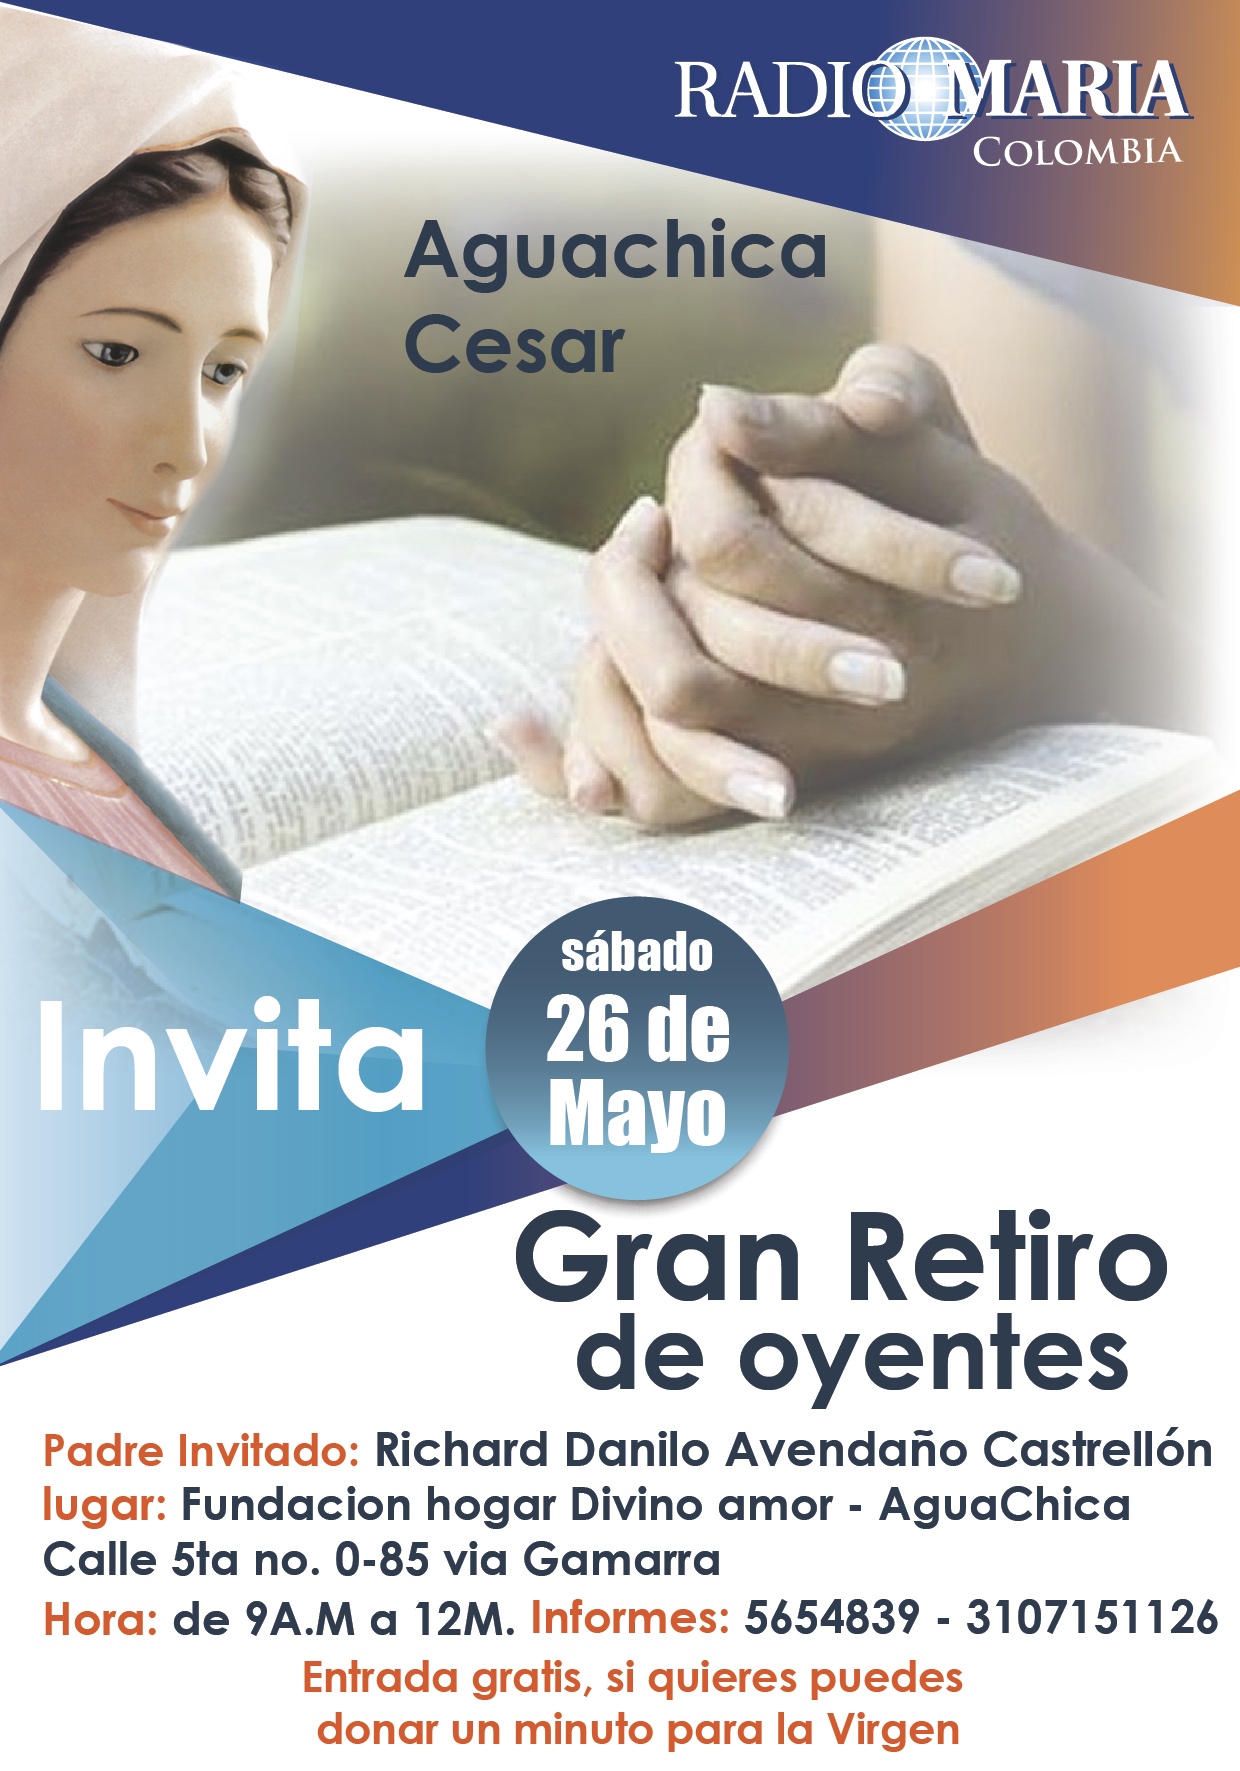 RADIO MARIA
COLOMBIA
Aguachica
Cesar
sábado
26 de
Mayo
Invita
Gran Retiro
de oyentes
Padre Invitado: Richard Danilo Avendaño Castrellón
lugar: Fundacion hogar Divino amor - AguaChica
Calle 5ta no. 0-85 via Gamarra
Hora: de 9A.M a 12M. Informes: 5654839 - 3107151126
Entrada gratis, si quieres puedes
donar un minuto para la Virgen